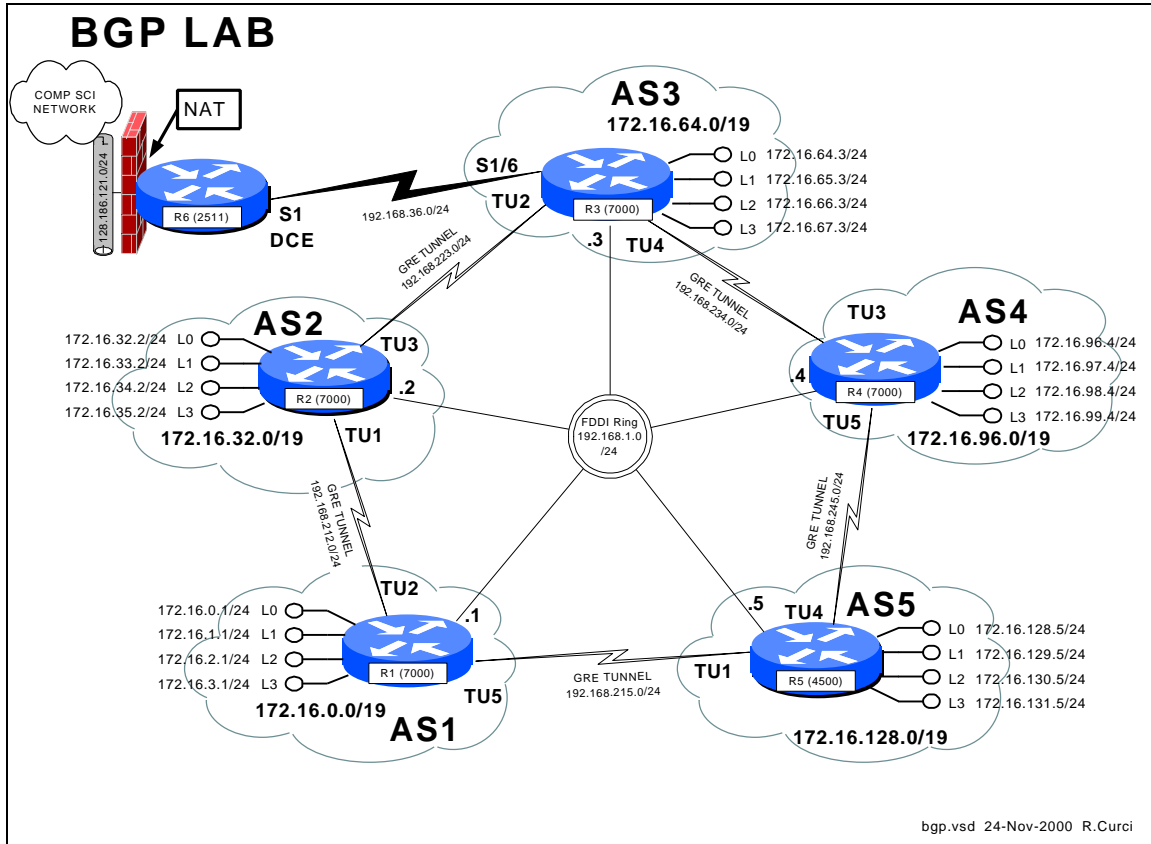 BGP LAB
COMP SCI
NETWORK
NAT
128.186.121.0/24
R6 (2511)
S1
DCE
192.168.36.0/24
AS3
172.16.64.0/19
S1/6
TU2
R3 (7000)
.3
TU4
L0 172.16.64.3/24
L1 172.16.65.3/24
L2 172.16.66.3/24
L3 172.16.67.3/24
GRE TUNNEL
192.168.223.0/24
GRE TUNNEL
192.168.234.0/24
AS2
172.16.32.2/24 L0
172.16.33.2/24 L1
172.16.34.2/24 L2
172.16.35.2/24 L3
TU3
.2
R2 (7000)
172.16.32.0/19
TU1
FDDI Ring
192.168.1.0
/24
TU3
AS4
.4
R4 (7000)
TU5
L0 172.16.96.4/24
L1 172.16.97.4/24
L2 172.16.98.4/24
L3 172.16.99.4/24
172.16.96.0/19
GRE TUNNEL
192.168.212.0/24
GRE TUNNEL
192.168.245.0/24
TU2
.1
172.16.0.1/24 L0
172.16.1.1/24 L1
172.16.2.1/24 L2
172.16.3.1/24 L3
R1 (7000)
TU5
172.16.0.0/19
AS1
GRE TUNNEL
192.168.215.0/24
.5
TU4
AS5
TU1
R5 (4500)
L0 172.16.128.5/24
L1 172.16.129.5/24
L2 172.16.130.5/24
L3 172.16.131.5/24
172.16.128.0/19
bgp.vsd 24-Nov-2000 R.Curci